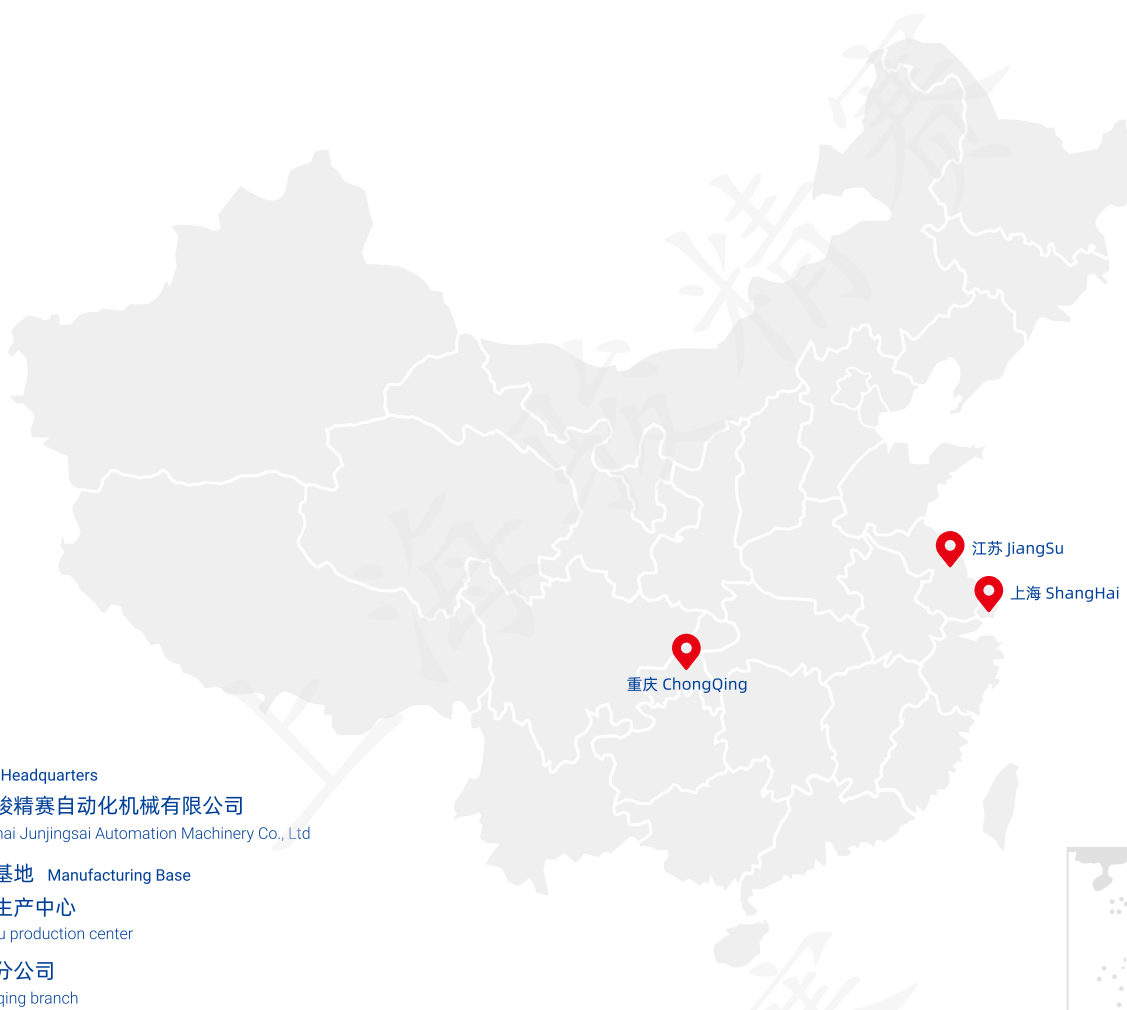 江苏 JiangSu
上海 ShangHai
重庆 ChongQing
Headquarters
骏精赛自动化机械有限公司
hai Junjingsai Automation Machinery Co., Ltd
基地 Manufacturing Base
生产中心
u production center
分公司
qing branch